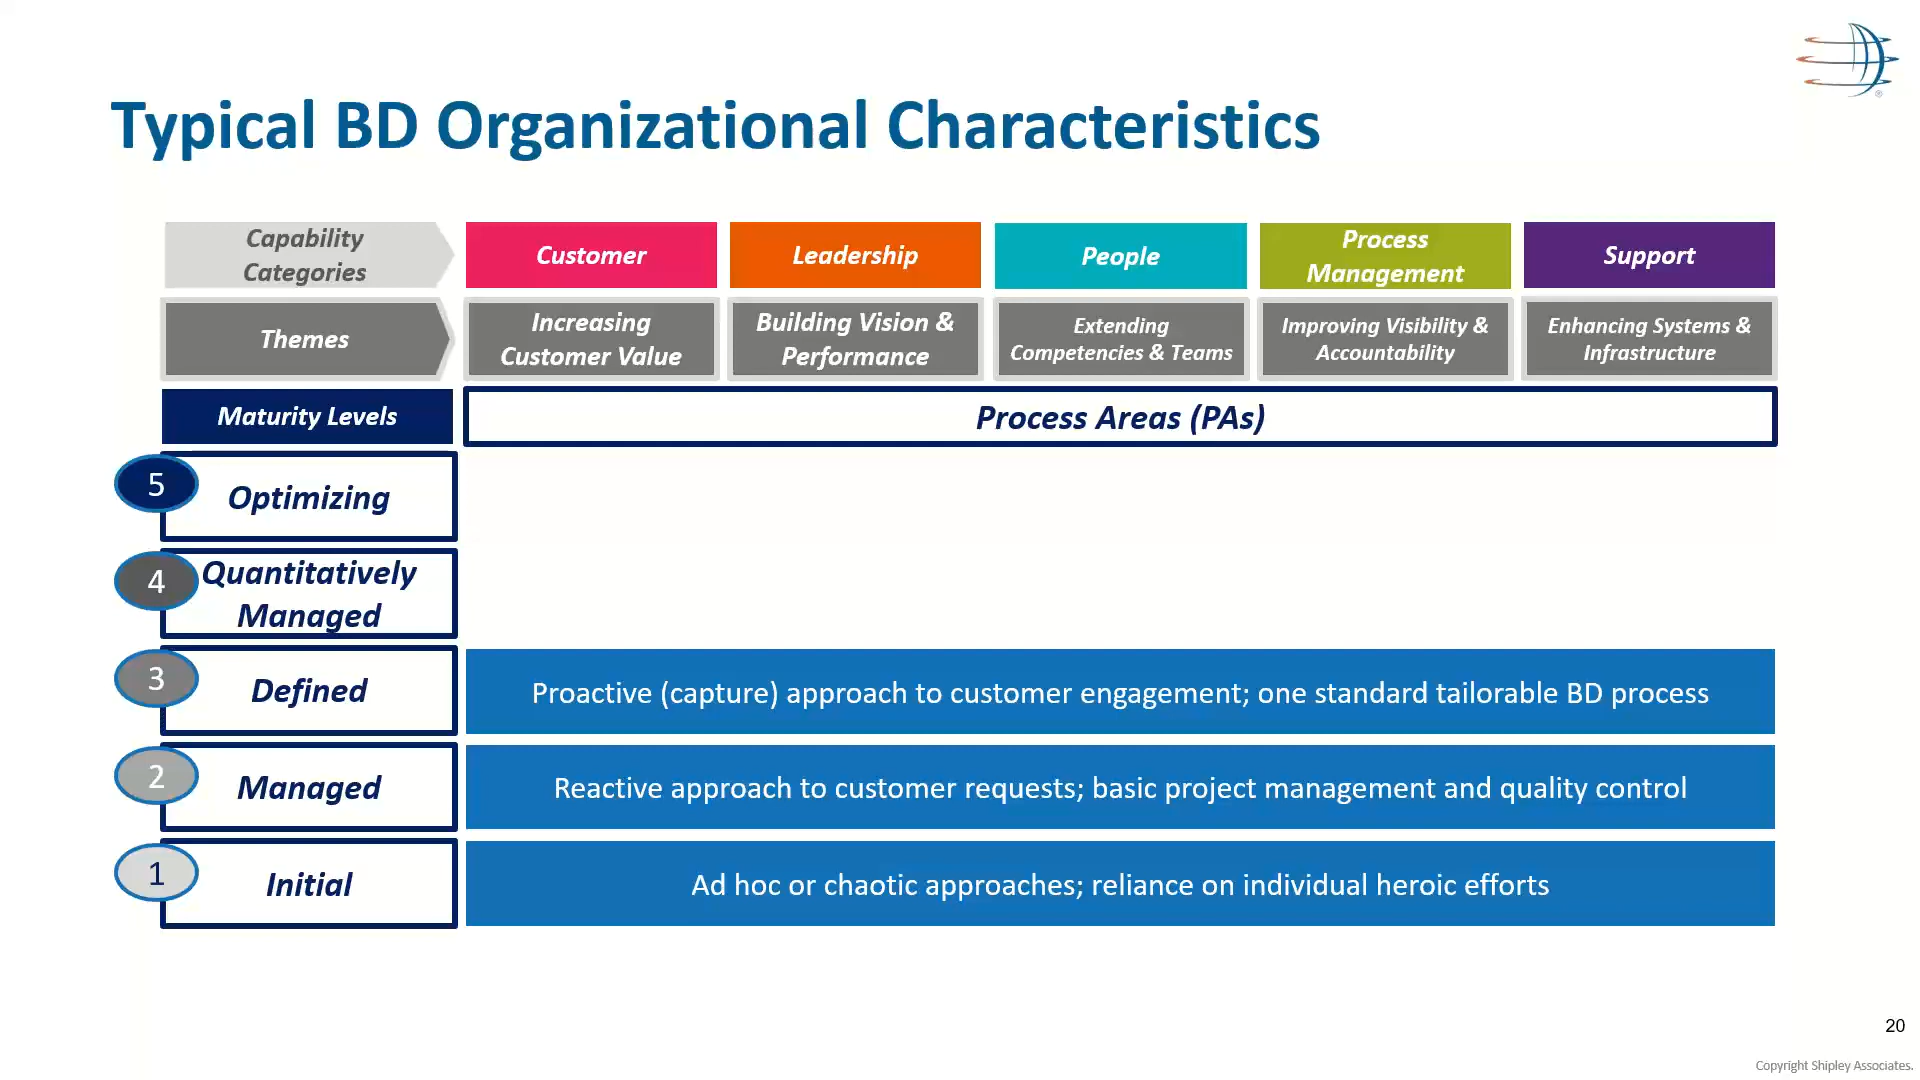 Typical BD Organizational Characteristics
Capability
Categories
Customer
Leadership
People
Process
Management
Support
Themes
Increasing
Customer Value
Building Vision &
Performance
Extending
Competencies & Teams
Improving Visibility &
Accountability
Enhancing Systems &
Infrastructure
Maturity Levels
Process Areas (PAs)
5
Optimizing
4
Quantitatively
Managed
3
Defined
Proactive (capture) approach to customer engagement; one standard tailorable BD process
2
Managed
Reactive approach to customer requests; basic project management and quality control
1
Initial
Ad hoc or chaotic approaches; reliance on individual heroic efforts
20
Copyright Shipley Associates.
®